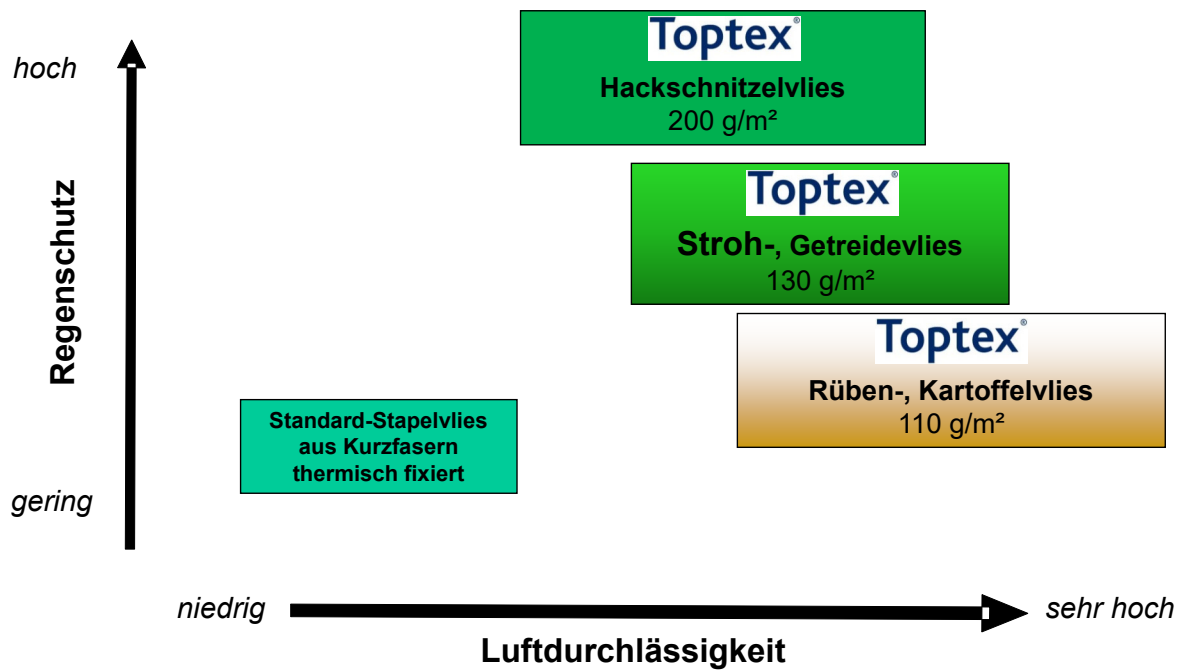 hoch
Regenschutz
gering
Toptex®
Hackschnitzelvlies
200 g/m²
Toptex®
Stroh-, Getreidevlies
130 g/m²
Toptex®
Rüben-, Kartoffelvlies
110 g/m²
Standard-Stapelvlies
aus Kurzfasern
thermisch fixiert
niedrig
sehr hoch
Luftdurchlässigkeit